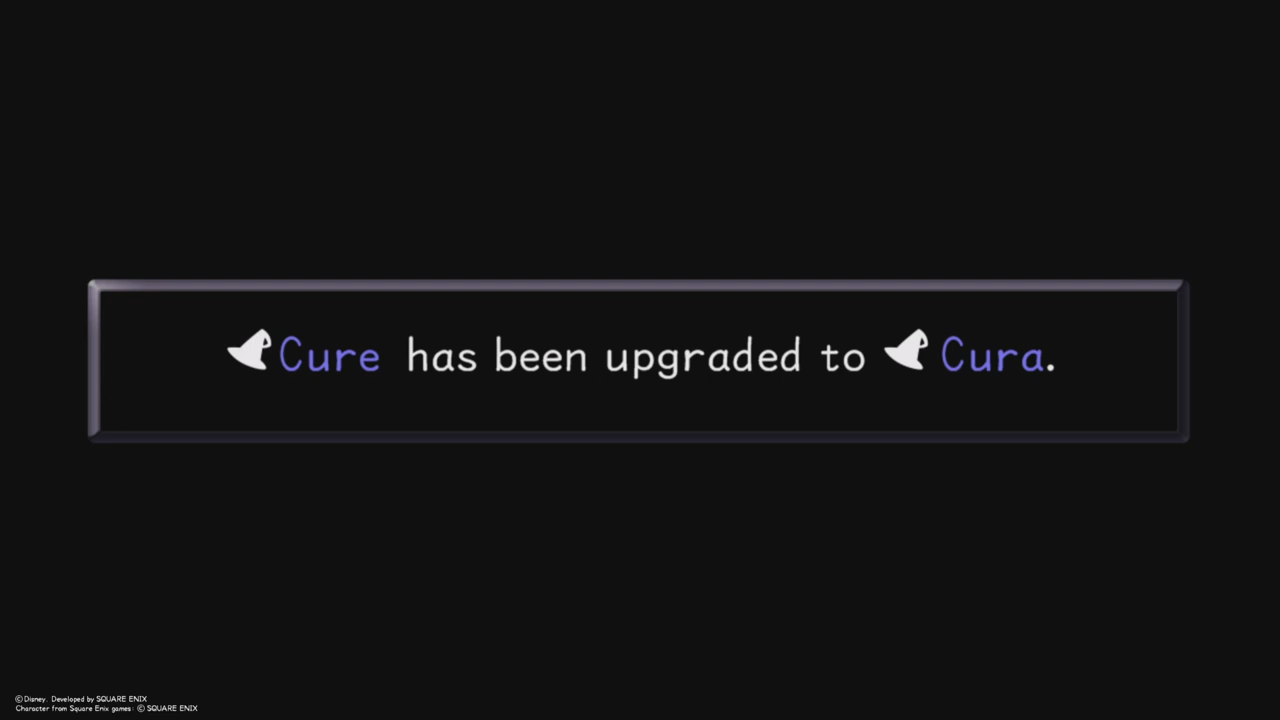 Cure has been upgraded to Cura.
©Disney. Developed by SQUARE ENIX
Character from Square Enix games: © SQUARE ENIX